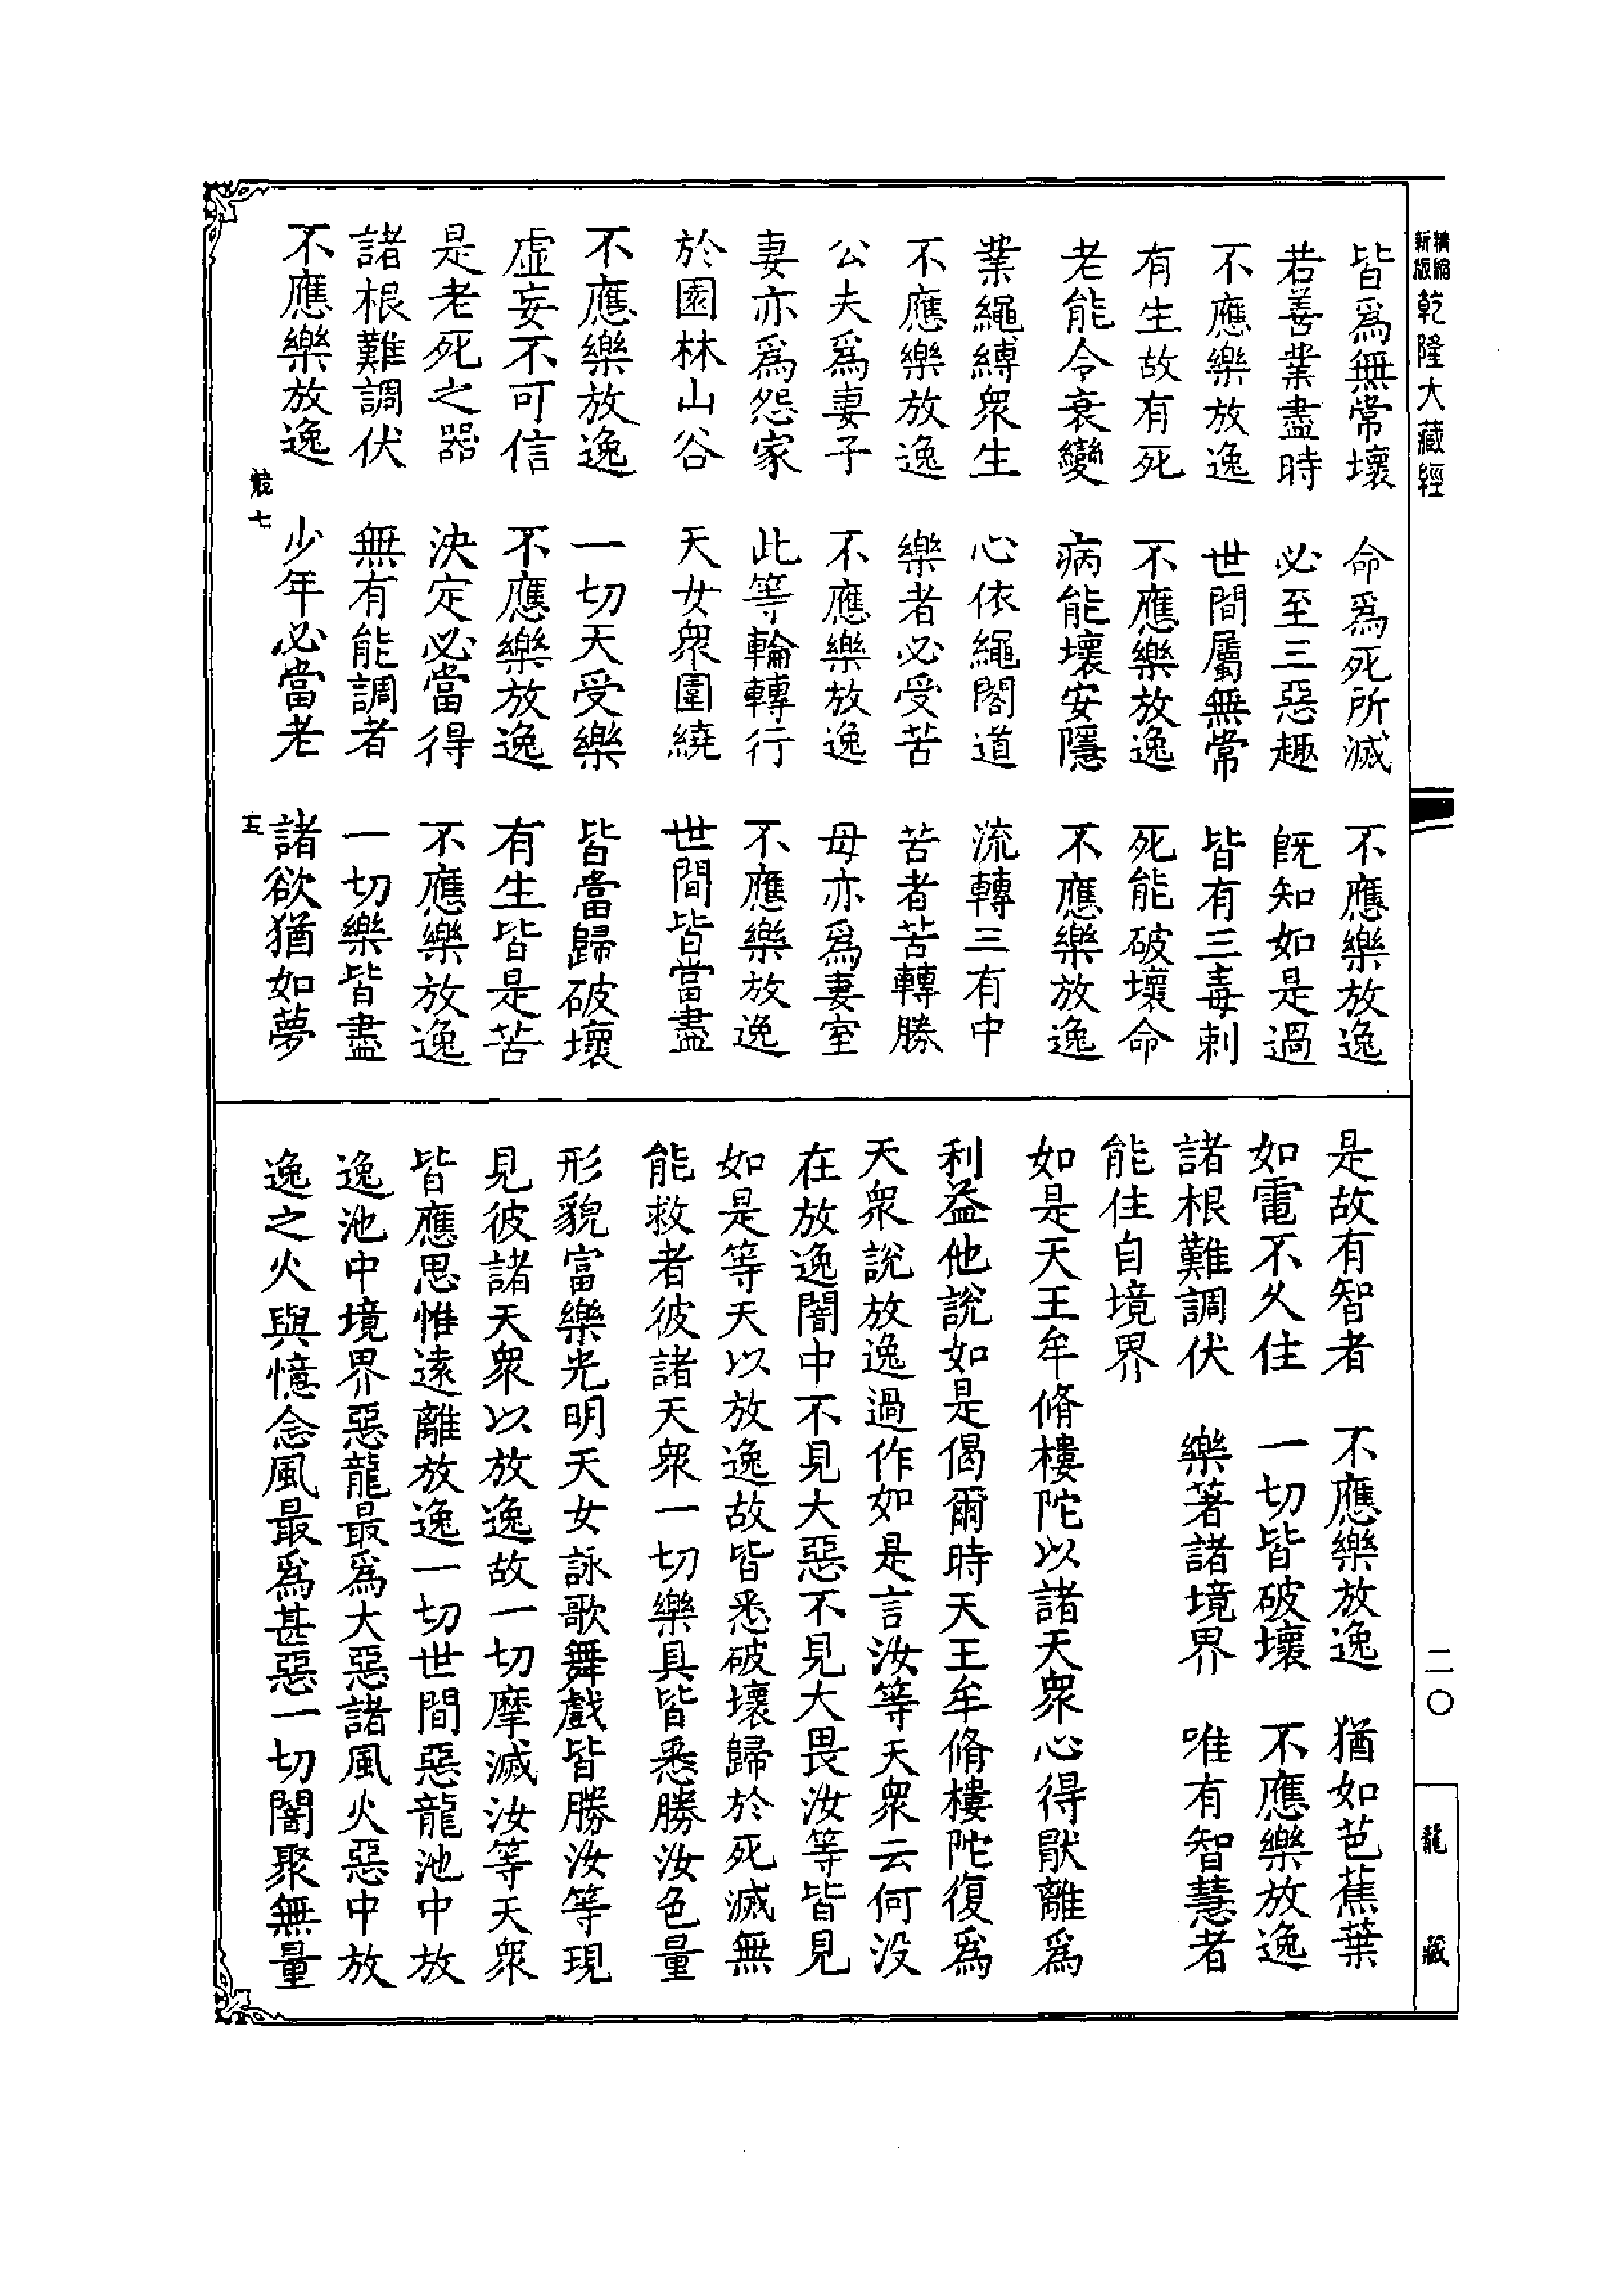 精縮新版乾隆大藏經
皆爲無常壞　命爲死所滅　不應樂放逸
若善業盡時　必至三惡趣　旣知如是過
不應樂放逸　世間屬無常　皆有三毒刺
有生故有死　不應樂放逸　死能破壞命
老能令衰變　病能壞安隱　不應樂放逸
業繩縛衆生　心依繩閣道　流轉三有中
不應樂放逸　樂者必受苦　苦者苦轉勝
公夫爲妻子　不應樂放逸　母亦爲妻室
妻亦爲怨家　此等輪轉行　不應樂放逸
於園林山谷　天女衆圍繞　世間皆當盡
不應樂放逸　一切天受樂　皆當歸破壞
虛妄不可信　不應樂放逸　有生皆是苦
是老死之器　決定必當得　不應樂放逸
諸根難調伏　無有能調者　一切樂皆盡
不應樂放逸　少年必當老　諸欲猶如夢
競七　五
是故有智者　不應樂放逸　猶如芭蕉葉
如電不久住　一切皆破壞　不應樂放逸
諸根難調伏　樂著諸境界　唯有智慧者
能住自境界
如是天王牟脩樓陀以諸天衆心得厭離爲
利益他說如是偈爾時天王牟脩樓陀復爲
天衆說放逸過作如是言汝等天衆云何没
在放逸闇中不見大惡不見大畏汝等皆見
如是等天以放逸故皆悉破壞歸於死滅無
能救者彼諸天衆一切樂具皆悉勝汝色量
形貌富樂光明天女詠歌舞戲皆勝汝等現
見彼諸天衆以放逸故一切摩滅汝等天衆
皆應思惟遠離放逸一切世間惡龍池中放
逸池中境界惡龍最爲大惡諸風火惡中放
逸之火與憶念風最爲甚惡一切闇聚無量
二〇
龍藏